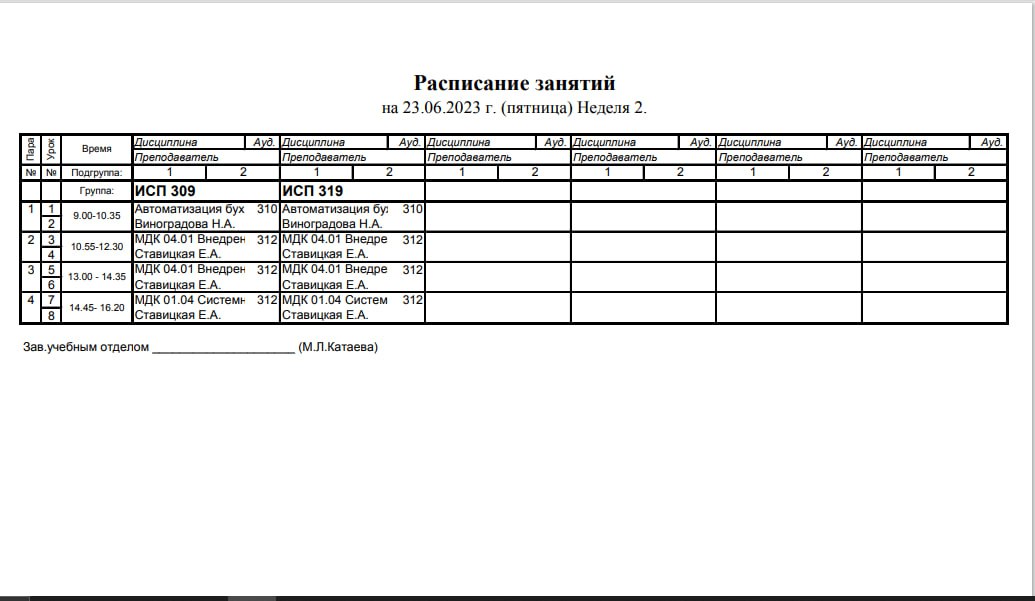 Расписание занятий
на 23.06.2023 г. (пятница) Неделя 2.
Пара Урок Время Дисциплина Ауд. Дисциплина Ауд. Дисциплина Ауд. Дисциплина Ауд. Дисциплина Ауд. Дисциплина Ауд.
Преподаватель Преподаватель Преподаватель Преподаватель Преподаватель Преподаватель
№ № Подгруппа: 1 2 1 2 1 2 1 2 1 2 1 2
Группа: ИСП 309 ИСП 319
1 1 9.00-10.35 Автоматизация бух 310 Автоматизация бу 310
2 Виноградова Н.А. Виноградова Н.А.
2 3 10.55-12.30 МДК 04.01 Внедрен 312 МДК 04.01 Внедре 312
4 Ставицкая Е.А. Ставицкая Е.А.
3 5 13.00 - 14.35 МДК 04.01 Внедрен 312 МДК 04.01 Внедре 312
6 Ставицкая Е.А. Ставицкая Е.А.
4 7 14.45- 16.20 МДК 01.04 Системн 312 МДК 01.04 Систем 312
8 Ставицкая Е.А. Ставицкая Е.А.
Зав.учебным отделом _____________________ (М.Л.Катаева)